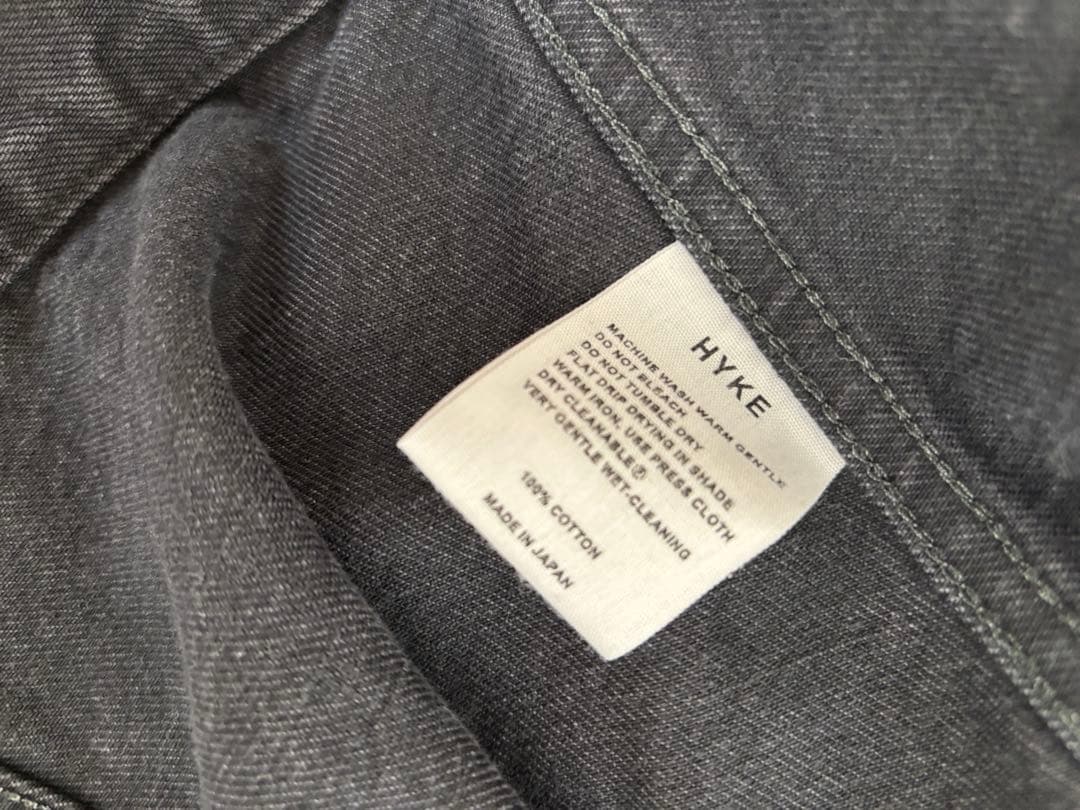 HYKE
MACHINE WASH WARM GENTLE
DO NOT BLEACH
DO NOT TUMBLE DRY
FLAT DRIP DRYING IN SHADE
WARM IRON, USE PRESS CLOTH
DRY CLEANABLE Ⓟ
VERY GENTLE WET-CLEANING
100% COTTON
MADE IN JAPAN